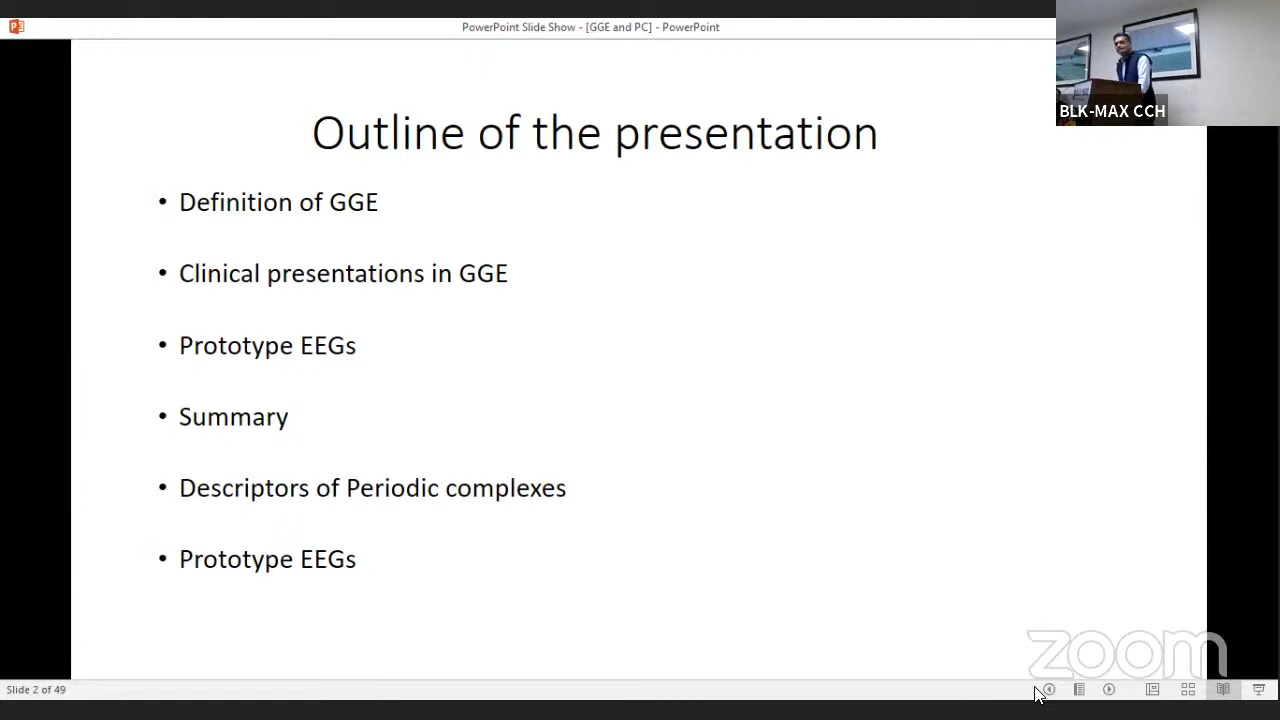 PowerPoint Slide Show - [GGE and PC] - PowerPoint
BLK-MAX CCH
Outline of the presentation
• Definition of GGE
• Clinical presentations in GGE
• Prototype EEGs
• Summary
• Descriptors of Periodic complexes
• Prototype EEGs
zoom
Slide 2 of 49